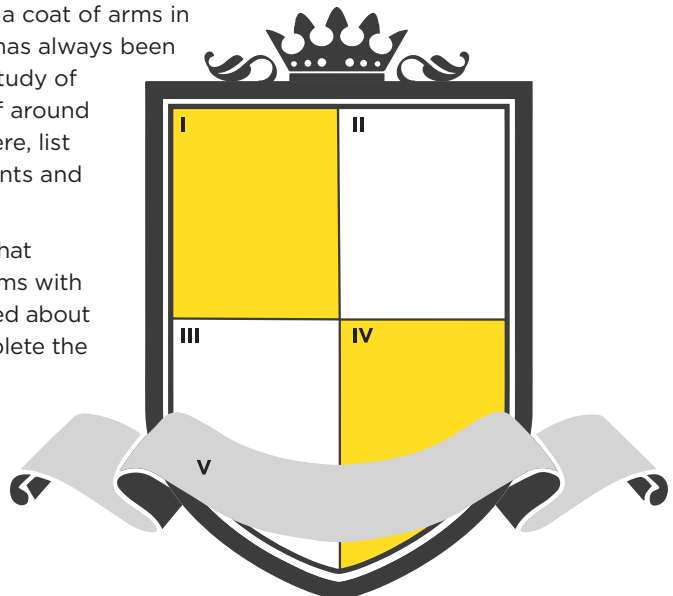 a coat of arms in
has always been
tudy of
f around
ere, list
nts and
hat
ms with
ed about
plete the
I
II
III
IV
V